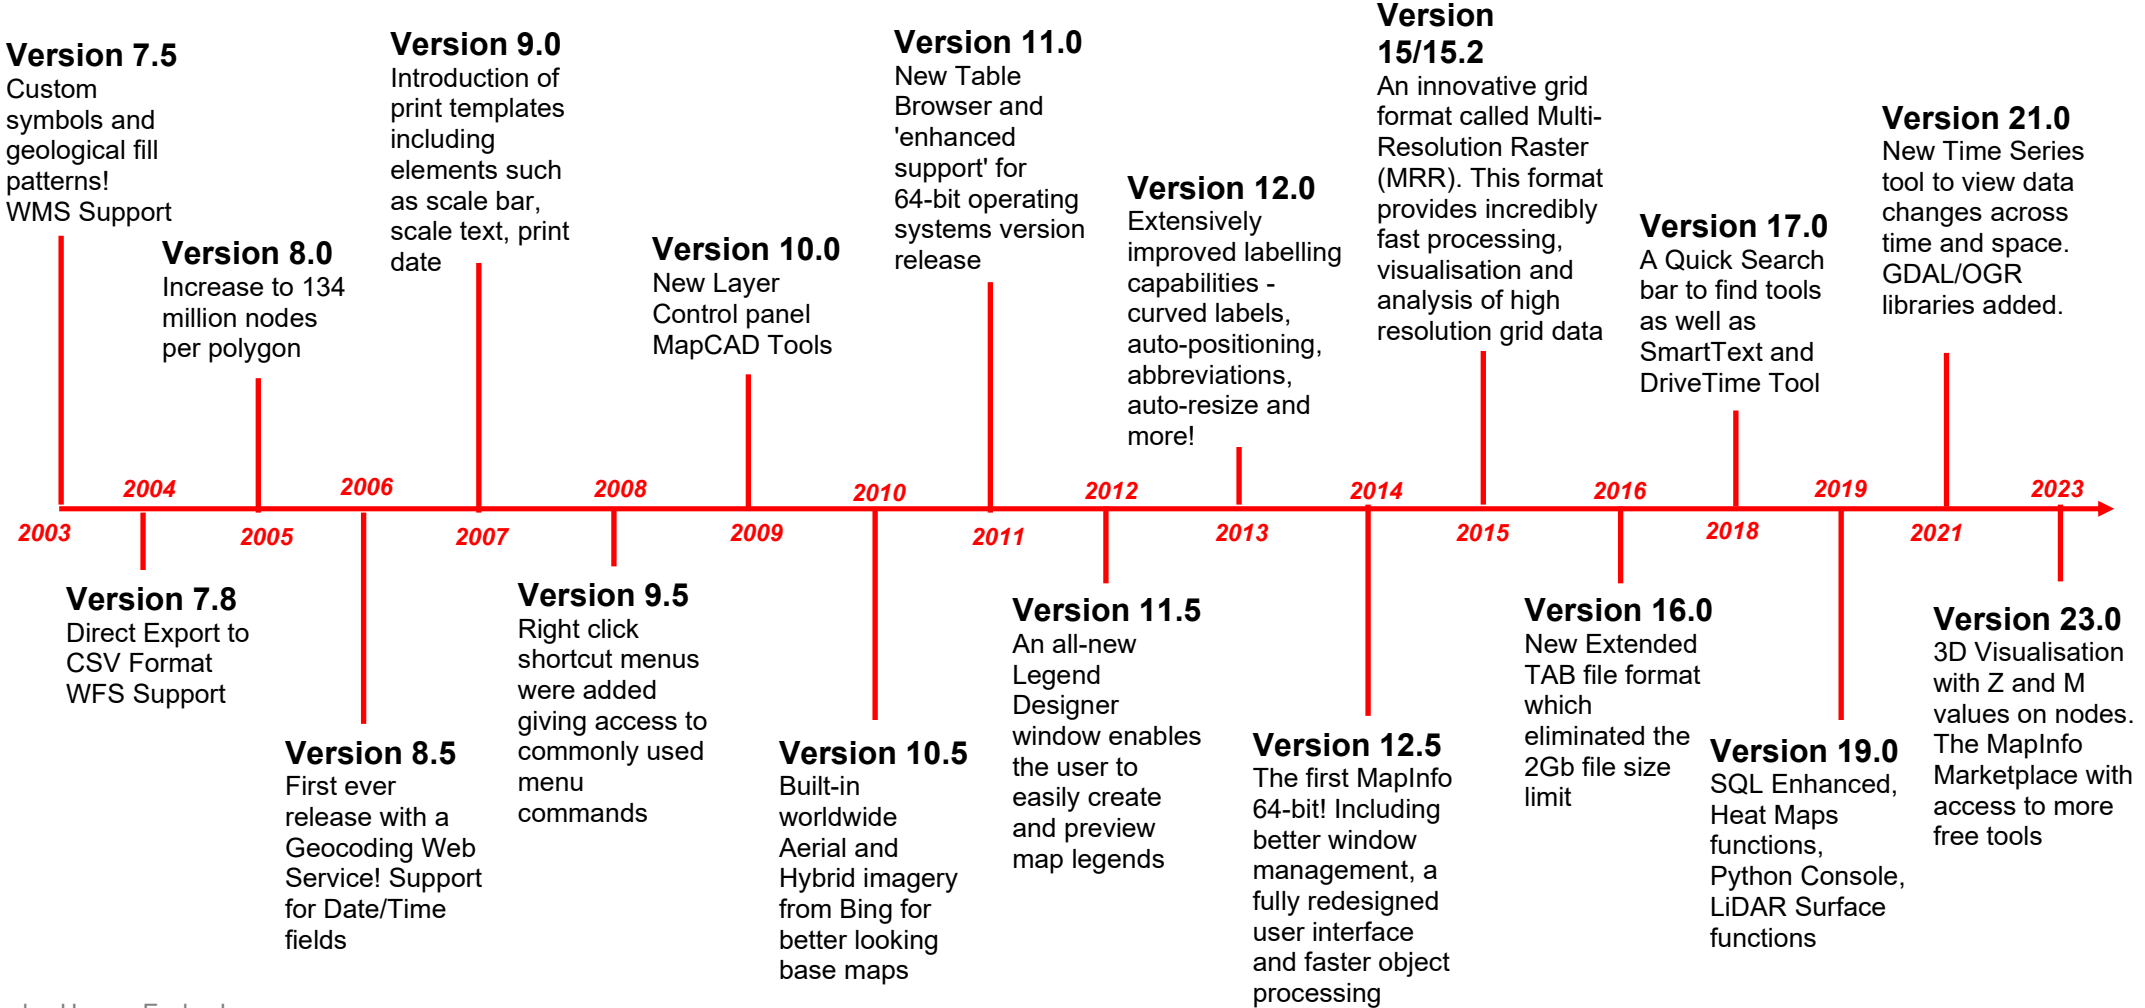 Version 7.5
Custom
symbols and
geological fill
patterns!
WMS Support
Version 8.0
Increase to 134
million nodes
per polygon
Version 9.0
Introduction of
print templates
including
elements such
as scale bar,
scale text, print
date
Version 10.0
New Layer
Control panel
MapCAD Tools
Version 11.0
New Table
Browser and
'enhanced
support' for
64-bit operating
systems version
release
Version 12.0
Extensively
improved labelling
capabilities -
curved labels,
auto-positioning,
abbreviations,
auto-resize and
more!
Version
15/15.2
An innovative grid
format called Multi-
Resolution Raster
(MRR). This format
provides incredibly
fast processing,
visualisation and
analysis of high
resolution grid data
Version 17.0
A Quick Search
bar to find tools
as well as
SmartText and
DriveTime Tool
Version 21.0
New Time Series
tool to view data
changes across
time and space.
GDAL/OGR
libraries added.
2003
2004
2005
2006
2007
2008
2009
2010
2011
2012
2013
2014
2015
2016
2018
2019
2021
2023
Version 7.8
Direct Export to
CSV Format
WFS Support
Version 8.5
First ever
release with a
Geocoding Web
Service! Support
for Date/Time
fields
Version 9.5
Right click
shortcut menus
were added
giving access to
commonly used
menu
commands
Version 10.5
Built-in
worldwide
Aerial and
Hybrid imagery
from Bing for
better looking
base maps
Version 11.5
An all-new
Legend
Designer
window enables
the user to
easily create
and preview
map legends
Version 12.5
The first MapInfo
64-bit! Including
better window
management, a
fully redesigned
user interface
and faster object
processing
Version 16.0
New Extended
TAB file format
which
eliminated the
2Gb file size
limit
Version 19.0
SQL Enhanced,
Heat Maps
functions,
Python Console,
LiDAR Surface
functions
Version 23.0
3D Visualisation
with Z and M
values on nodes.
The MapInfo
Marketplace with
access to more
free tools